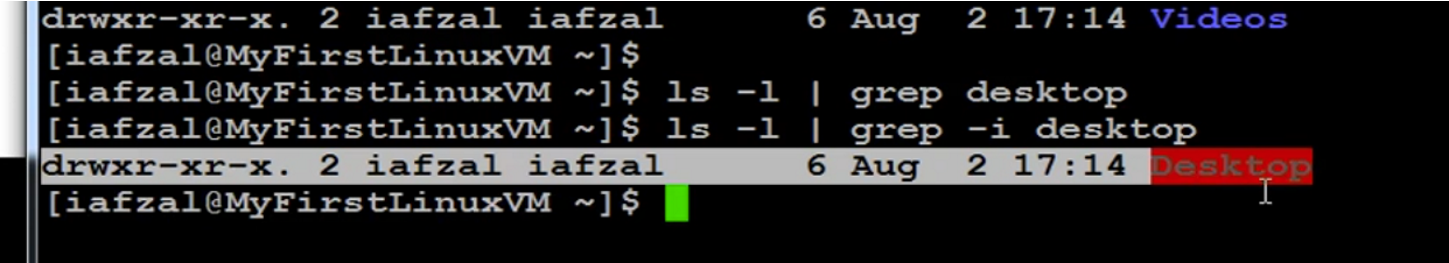 drwxr-xr-x. 2 iafzal iafzal      6 Aug  2 17:14 Videos
[iafzal@MyFirstLinuxVM ~]$
[iafzal@MyFirstLinuxVM ~]$ ls -l | grep desktop
[iafzal@MyFirstLinuxVM ~]$ ls -l | grep -i desktop
drwxr-xr-x. 2 iafzal iafzal      6 Aug  2 17:14 Desktop
[iafzal@MyFirstLinuxVM ~]$